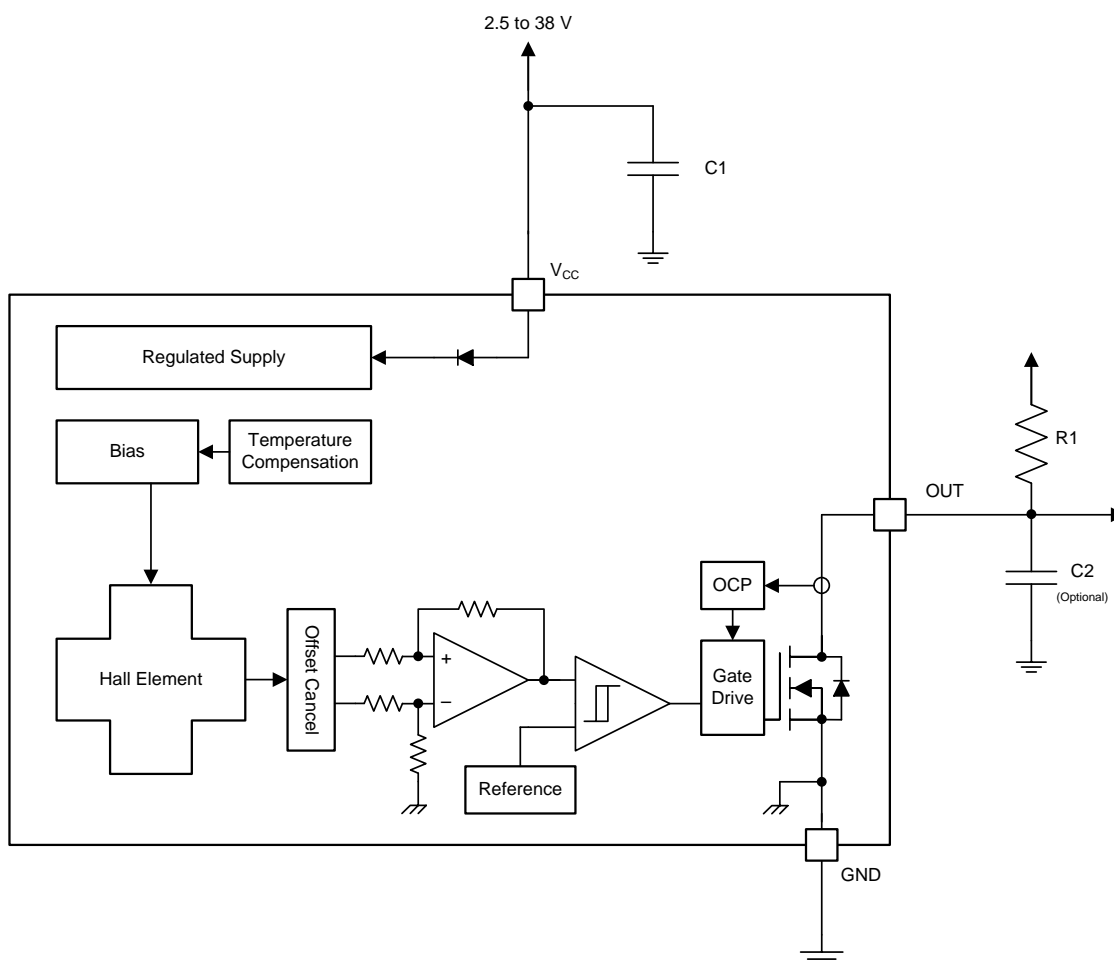 2.5 to 38 V
C1
VCC
Regulated Supply
Bias
Temperature
Compensation
R1
OUT
C2
(Optional)
OCP
Hall Element
Offset Cancel
+
–
Gate
Drive
Reference
GND